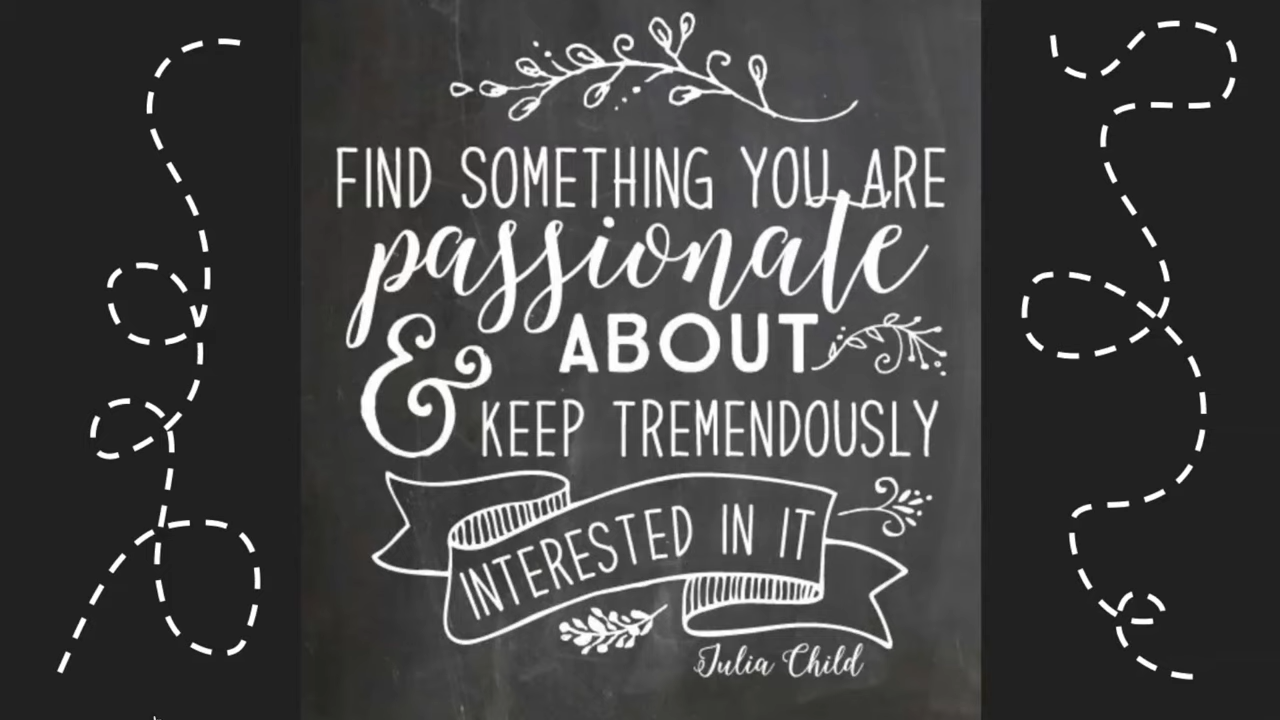 FIND SOMETHING YOU ARE
passionate
ABOUT
& KEEP TREMENDOUSLY
INTERESTED IN IT
Julia Child